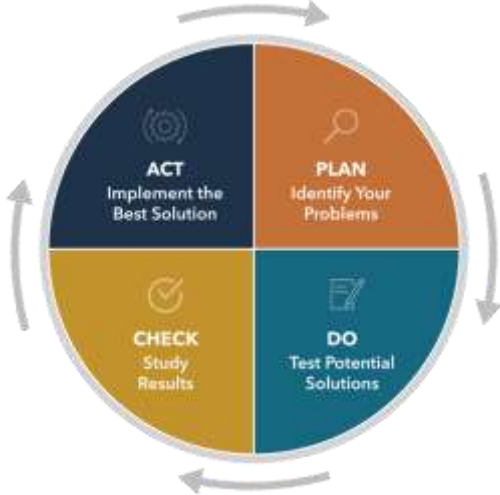 ACT
Implement the
Best Solution
PLAN
Identify Your
Problems
CHECK
Study
Results
DO
Test Potential
Solutions